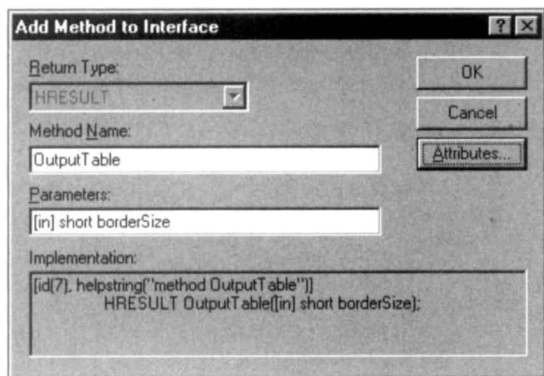 Add Method to Interface
Return Type:
HRESULT
Method Name:
OutputTable
Parameters:
[in] short borderSize
Implementation:
[id(7), helpstring("method OutputTable")]
HRESULT OutputTable([in] short borderSize);
OK
Cancel
Attributes...